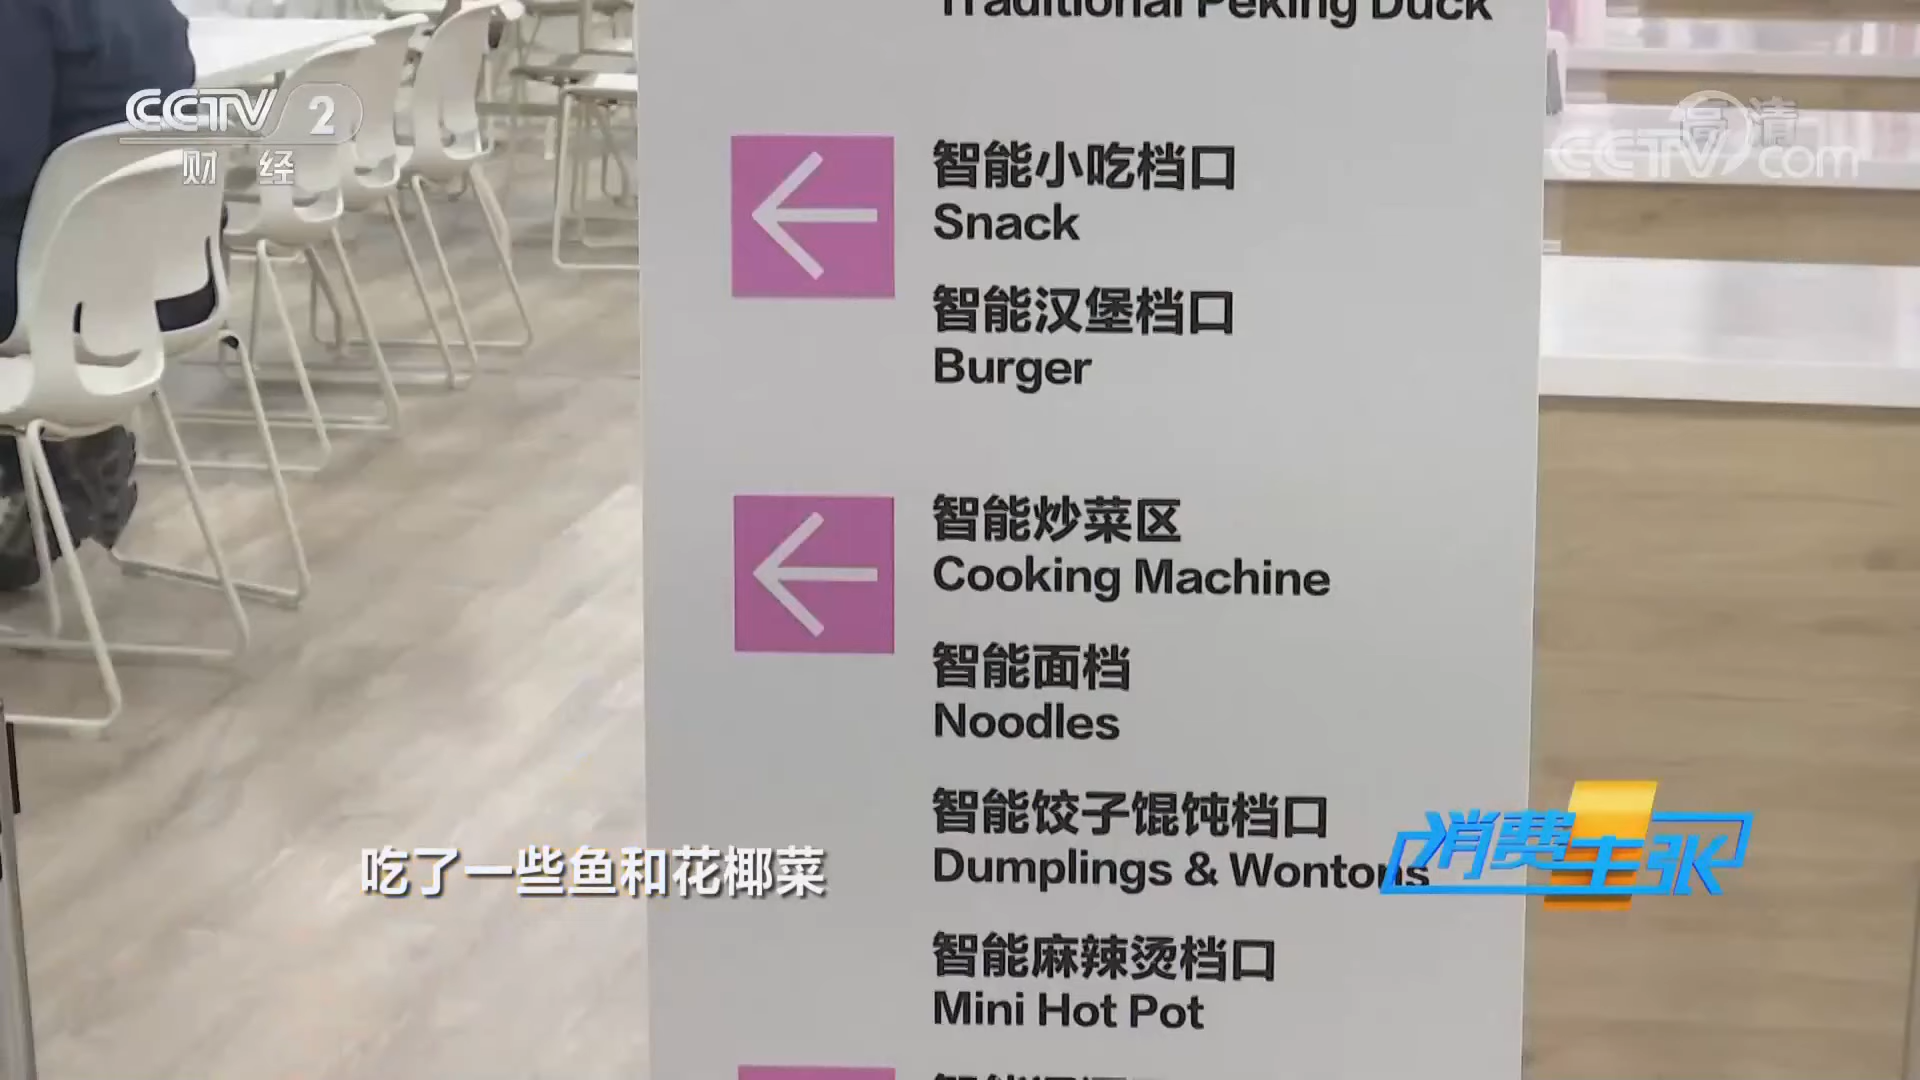 Traditional Peking Duck
CCTV 2
财经
高清
CCTV.com
智能小吃档口
Snack
智能汉堡档口
Burger
智能炒菜区
Cooking Machine
智能面档
Noodles
智能饺子馄饨档口
Dumplings & Wontons
消费主张
吃了一些鱼和花椰菜
智能麻辣烫档口
Mini Hot Pot